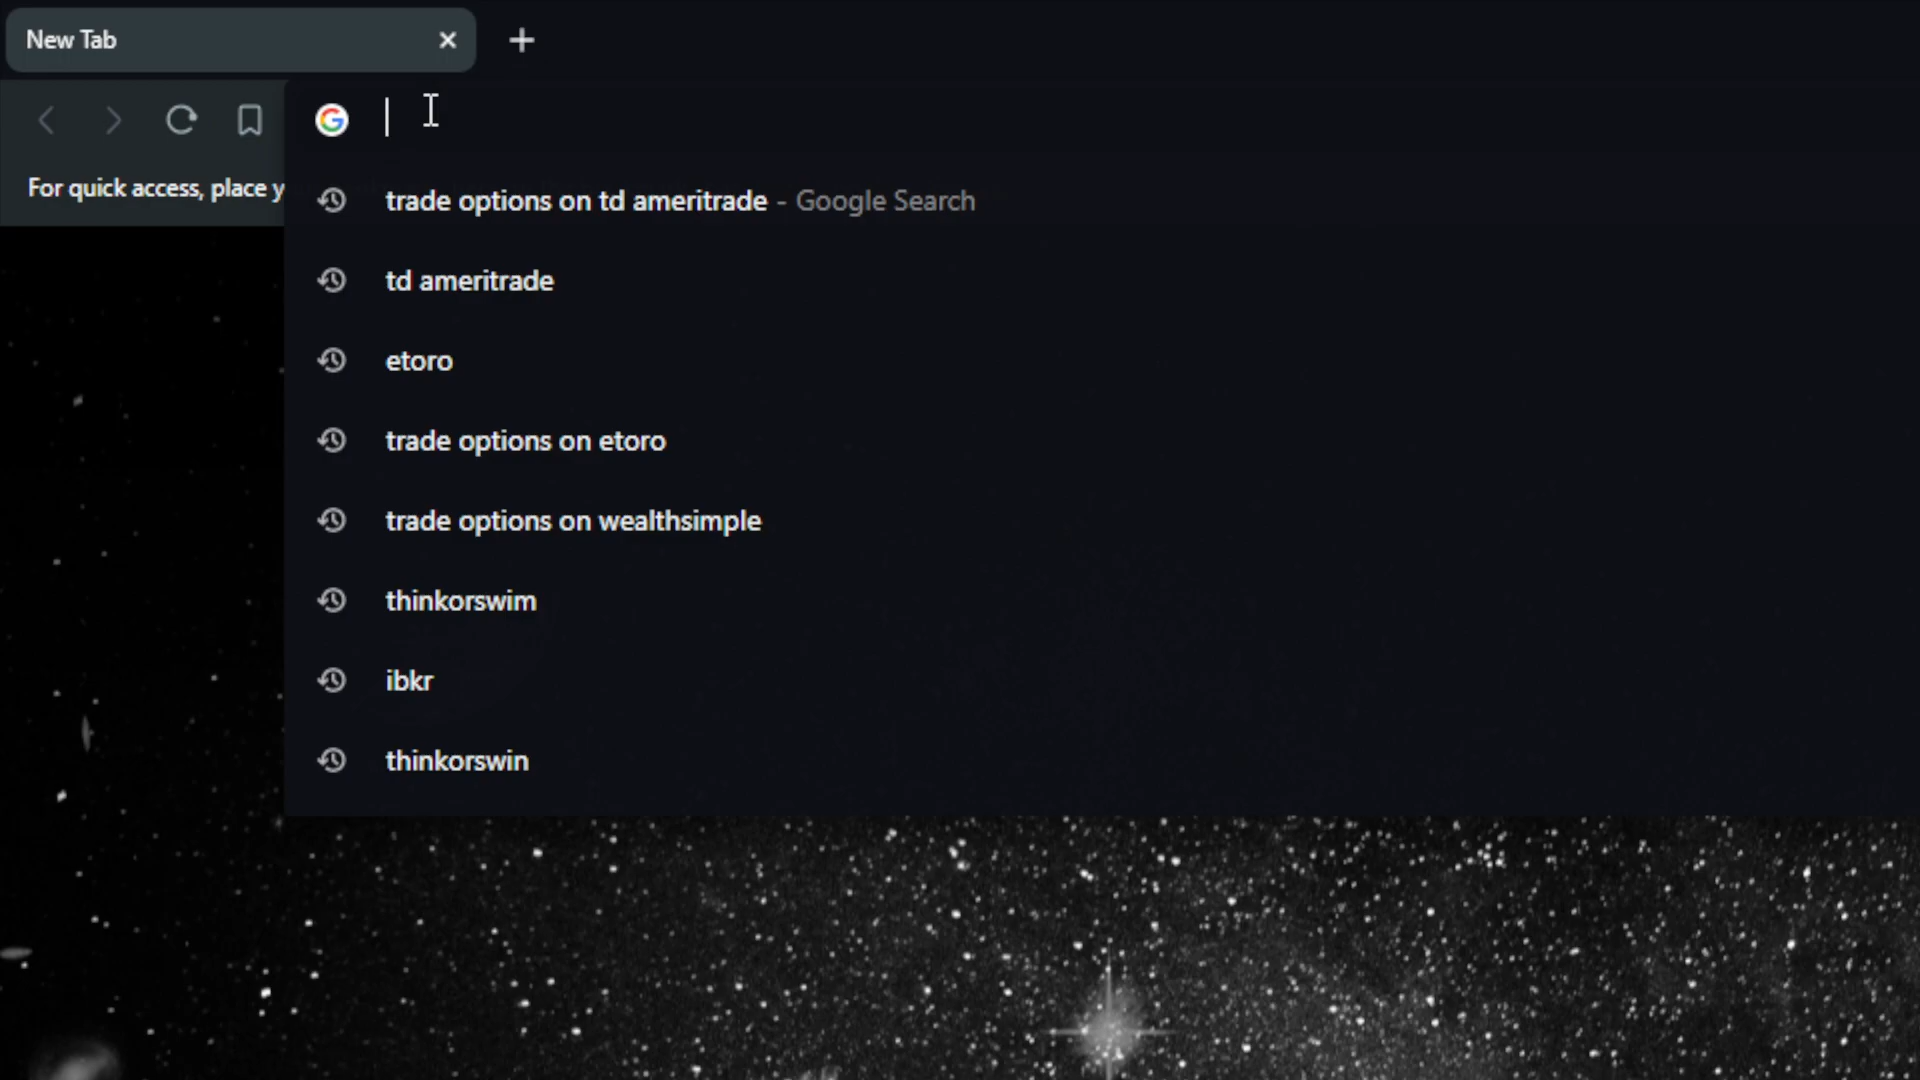 New Tab
For quick access, place y
trade options on td ameritrade - Google Search
td ameritrade
etoro
trade options on etoro
trade options on wealthsimple
thinkorswim
ibkr
thinkorswin